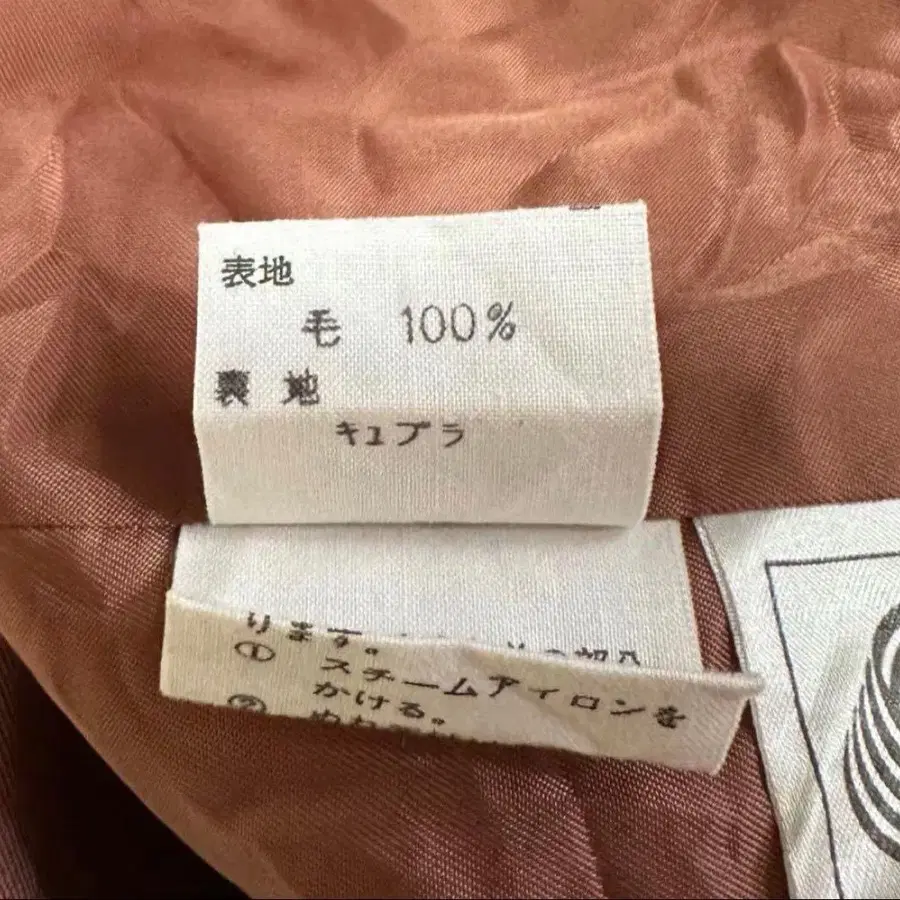 表地
毛 100%
裏地
キュプラ
ります。
① スチームアイロンを
かける。
②